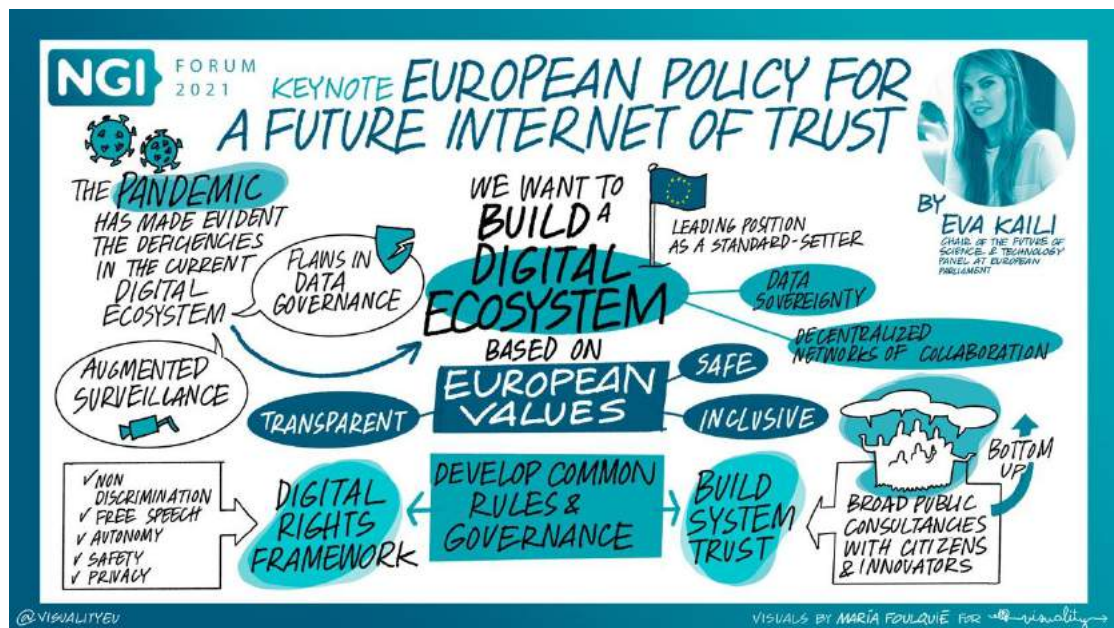 NGI FORUM
2021
KEYNOTE EUROPEAN POLICY FOR
A FUTURE INTERNET OF TRUST
BY
EVA KAILI
CHAIR OF THE FUTURE OF
SCIENCE & TECHNOLOGY
PANEL AT EUROPEAN
PARLIAMENT
THE PANDEMIC
HAS MADE EVIDENT
THE DEFICIENCIES
IN THE CURRENT
DIGITAL
ECOSYSTEM
FLAWS IN
DATA
GOVERNANCE
AUGMENTED
SURVEILLANCE
WE WANT TO
BUILD A
DIGITAL
ECOSYSTEM
BASED ON
EUROPEAN
VALUES
LEADING POSITION
AS A STANDARD-SETTER
DATA
SOVEREIGNTY
DECENTRALIZED
NETWORKS OF COLLABORATION
SAFE
TRANSPARENT
INCLUSIVE
✓ NON
DISCRIMINATION
✓ FREE SPEECH
✓ AUTONOMY
✓ SAFETY
✓ PRIVACY
DIGITAL
RIGHTS
FRAMEWORK
DEVELOP COMMON
RULES &
GOVERNANCE
BUILD
SYSTEM
TRUST
BROAD PUBLIC
CONSULTANCIES
WITH CITIZENS
& INNOVATORS
BOTTOM
UP
@VISUALITYEU
VISUALS BY MARÍA FOULQUIÉ FOR visuality